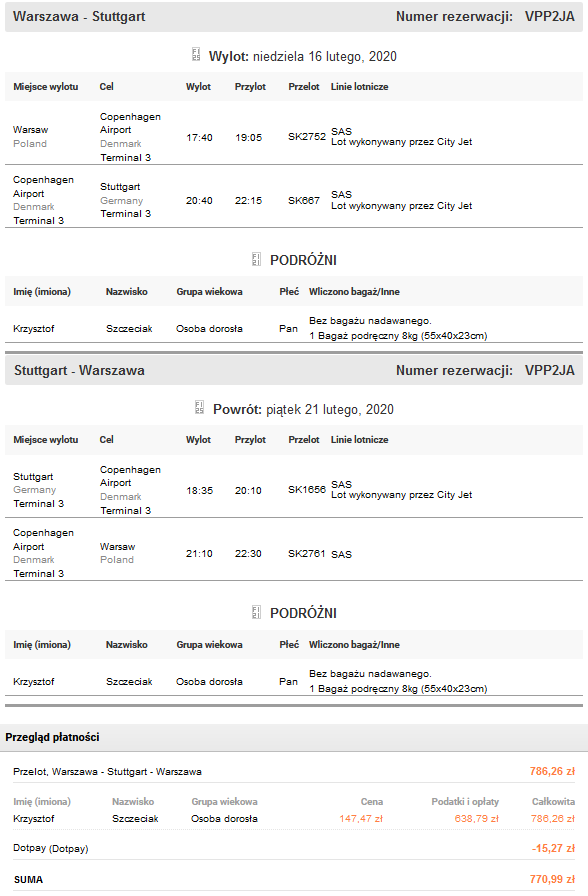 Warszawa - Stuttgart Numer rezerwacji: VPP2JA
Wylot: niedziela 16 lutego, 2020
Miejsce wylotu Cel Wylot Przylot Przelot Linie lotnicze
Copenhagen
Warsaw Airport 17:40 19:05 SK2752 SAS
Poland Denmark Lot wykonywany przez City Jet
Terminal 3
Copenhagen
Airport Stuttgart 20:40 22:15 SK667 SAS
Denmark Germany Lot wykonywany przez City Jet
Terminal 3 Terminal 3
PODRÓŻNI
Imię (imiona) Nazwisko Grupa wiekowa Płeć Wliczono bagaż/Inne
Krzysztof Szczeciak Osoba dorosła Pan Bez bagażu nadawanego.
1 Bagaż podręczny 8kg (55x40x23cm)
Stuttgart - Warszawa Numer rezerwacji: VPP2JA
Powrót: piątek 21 lutego, 2020
Miejsce wylotu Cel Wylot Przylot Przelot Linie lotnicze
Copenhagen
Stuttgart Airport 18:35 20:10 SK1656 SAS
Germany Denmark Lot wykonywany przez City Jet
Terminal 3 Terminal 3
Copenhagen
Airport Warsaw 21:10 22:30 SK2761 SAS
Denmark Poland
Terminal 3
PODRÓŻNI
Imię (imiona) Nazwisko Grupa wiekowa Płeć Wliczono bagaż/Inne
Krzysztof Szczeciak Osoba dorosła Pan Bez bagażu nadawanego.
1 Bagaż podręczny 8kg (55x40x23cm)
Przegląd płatności
Przelot, Warszawa - Stuttgart - Warszawa 786,26 zł
Imię (imiona) Nazwisko Grupa wiekowa Cena Podatki i opłaty Całkowita
Krzysztof Szczeciak Osoba dorosła 147,47 zł 638,79 zł 786,26 zł
Dotpay (Dotpay) -15,27 zł
SUMA 770,99 zł